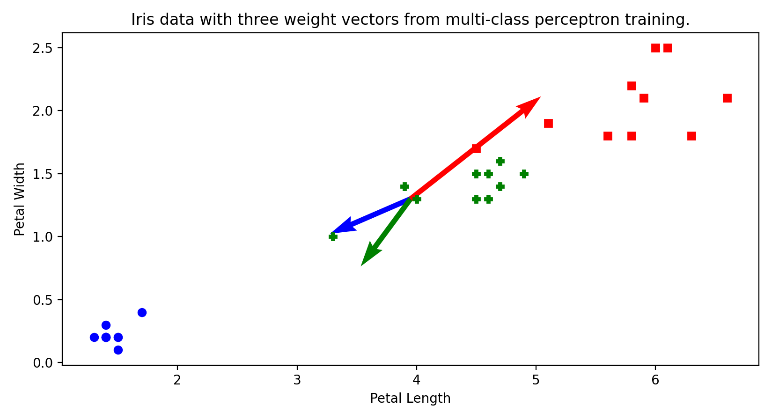 Iris data with three weight vectors from multi-class perceptron training.
2.5
2.0
1.5
1.0
0.5
0.0
Petal Width
2 3 4 5 6
Petal Length